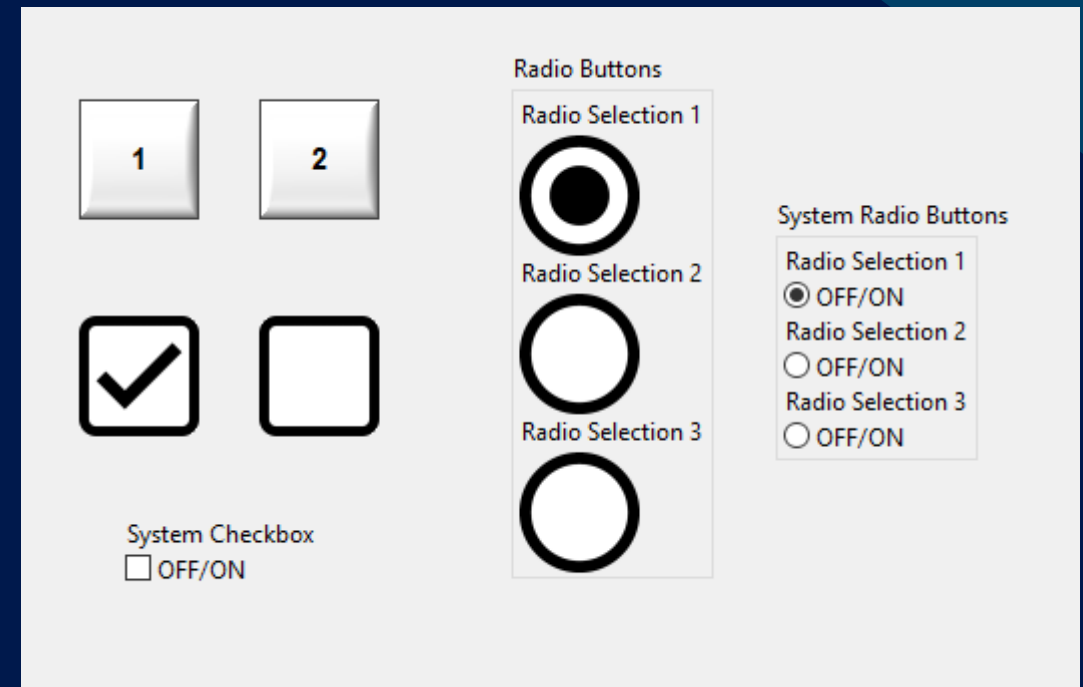 1
2
System Checkbox
OFF/ON
Radio Buttons
Radio Selection 1
Radio Selection 2
Radio Selection 3
System Radio Buttons
Radio Selection 1
OFF/ON
Radio Selection 2
OFF/ON
Radio Selection 3
OFF/ON